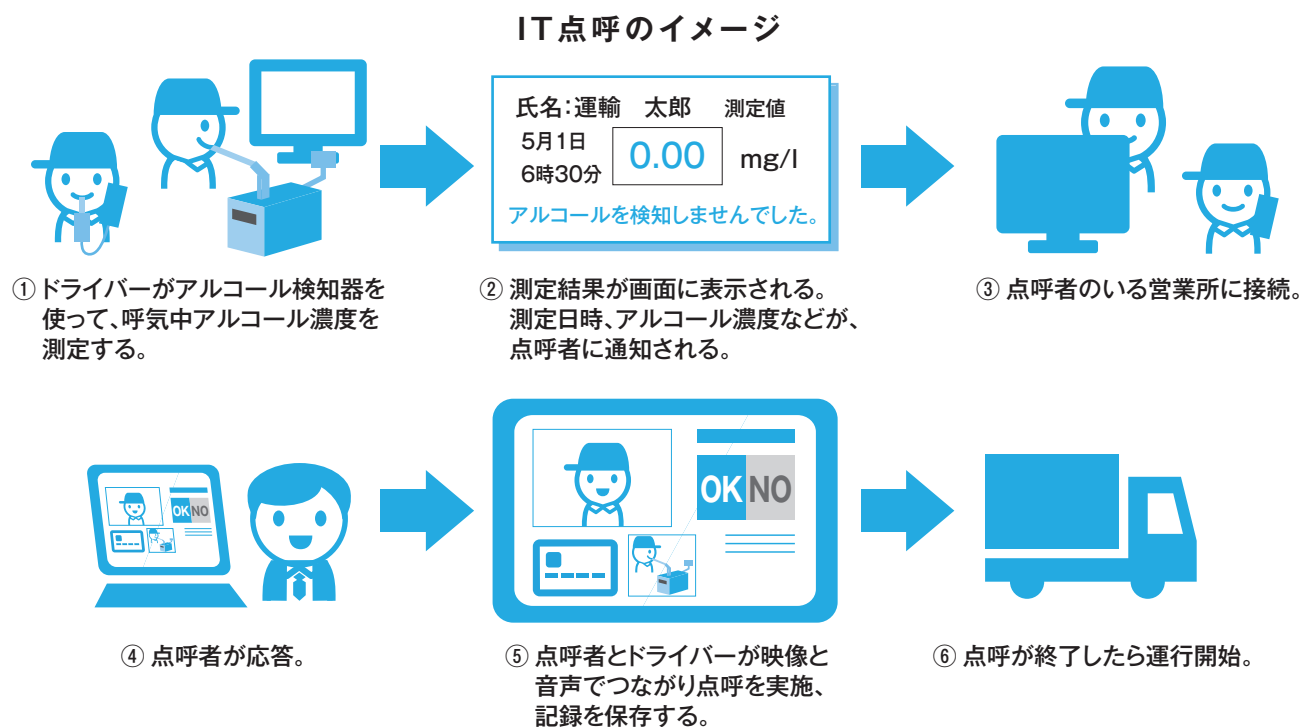 IT点呼のイメージ
氏名:運輸 太郎 測定値
5月1日
6時30分
0.00 mg/l
アルコールを検知しませんでした。
① ドライバーがアルコール検知器を
使って、呼気中アルコール濃度を
測定する。
② 測定結果が画面に表示される。
測定日時、アルコール濃度などが、
点呼者に通知される。
③ 点呼者のいる営業所に接続。
OK NO
④ 点呼者が応答。
OK NO
⑤ 点呼者とドライバーが映像と
音声でつながり点呼を実施、
記録を保存する。
⑥ 点呼が終了したら運行開始。